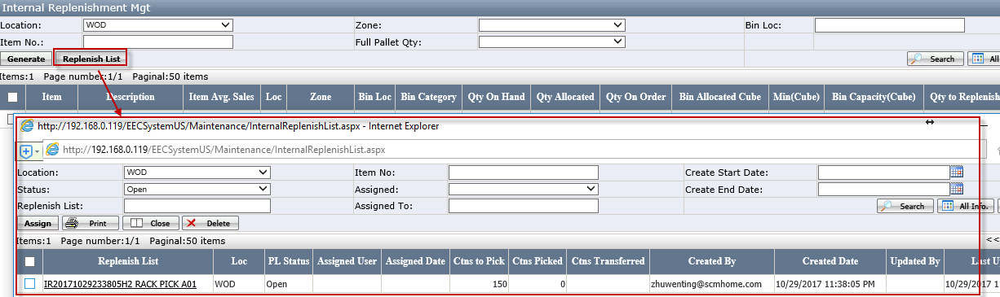 Internal Replenishment Mgt
Location: WOD Zone: Bin Loc:
Item No.: Full Pallet Qty:
Generate Replenish List Search All
Items:1 Page number:1/1 Paginal:50 items
Item Description Item Avg. Sales Loc Zone Bin Loc Bin Category Qty On Hand Qty Allocated Qty On Order Bin Allocated Cube Min(Cube) Bin Capacity(Cube) Qty to Replenish
http://192.168.0.119/EECSystemUS/Maintenance/InternalReplenishList.aspx - Internet Explorer
http://192.168.0.119/EECSystemUS/Maintenance/InternalReplenishList.aspx
Location: WOD Item No: Create Start Date:
Status: Open Assigned: Create End Date:
Replenish List: Assigned To: Search All Info.
Assign Print Close Delete
Items:1 Page number:1/1 Paginal:50 items <<
Replenish List Loc PL Status Assigned User Assigned Date Ctns to Pick Ctns Picked Ctns Transferred Created By Created Date Updated By Last U
IR20171029233805H2 RACK PICK A01 WOD Open 150 0 zhuwenting@scmhome.com 10/29/2017 11:38:05 PM 10/29/2017 11